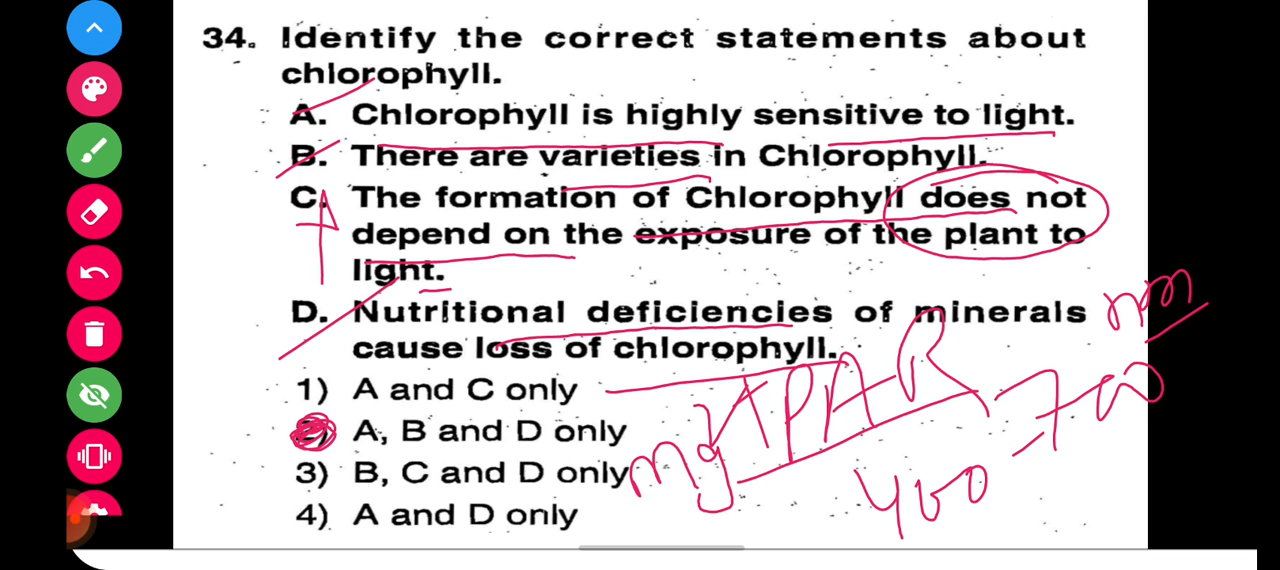 34. Identify the correct statements about
chlorophyll.
A. Chlorophyll is highly sensitive to light.
B. There are varieties in Chlorophyll.
C. The formation of Chlorophyll does not
depend on the exposure of the plant to
light.
D. Nutritional deficiencies of minerals
cause loss of chlorophyll.
nm
1) A and C only
PAR
700
A, B and D only
mg
3) B, C and D only
400
4) A and D only